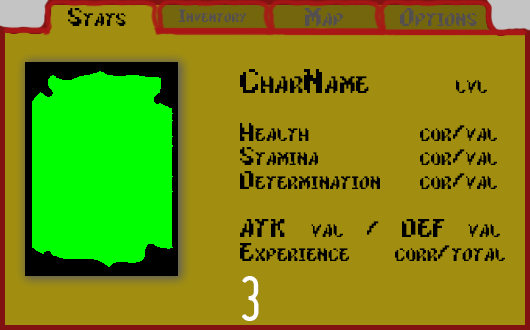 Stats Inventory Map Options
CharName LVL
Health cor/val
Stamina cor/val
Determination cor/val
ATK val / DEF val
Experience corr/total
3